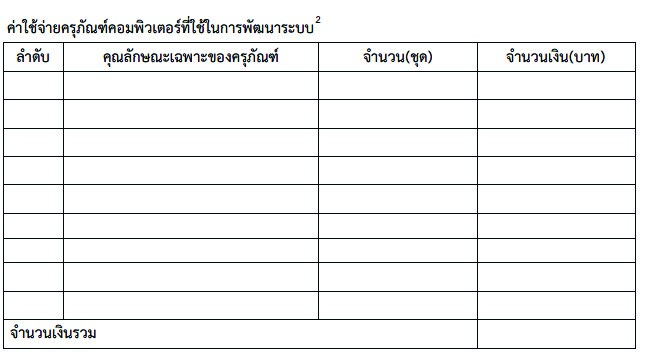 ค่าใช้จ่ายครุภัณฑ์คอมพิวเตอร์ที่ใช้ในการพัฒนาระบบ²
ลำดับ คุณลักษณะเฉพาะของครุภัณฑ์ จำนวน(ชุด) จำนวนเงิน(บาท)
จำนวนเงินรวม